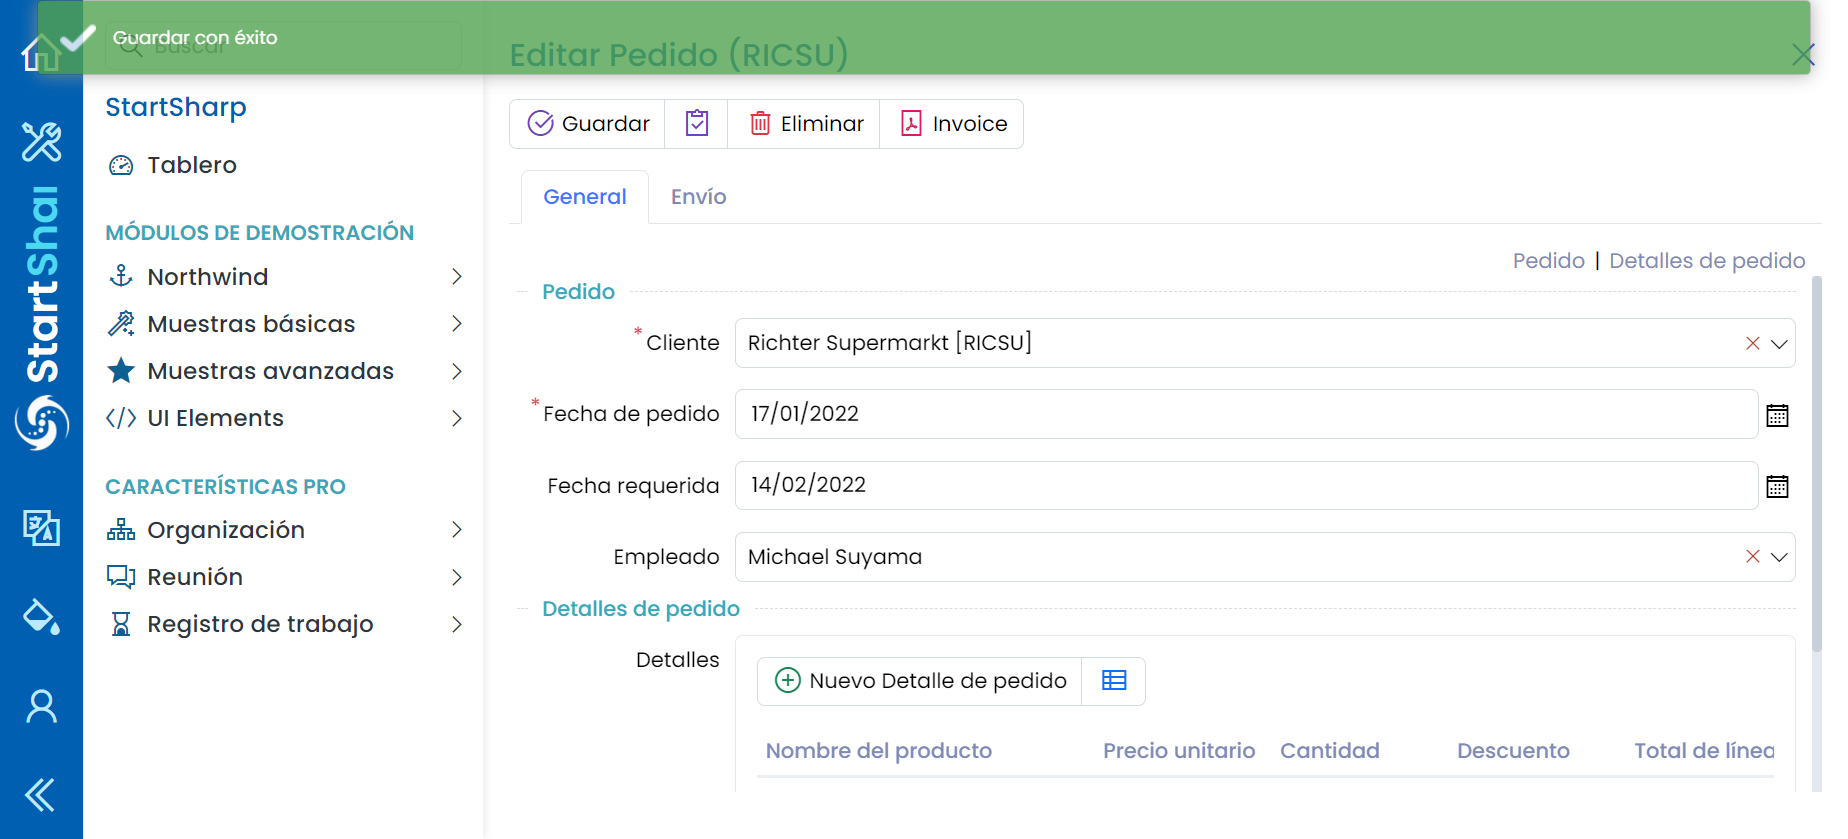 Guardar con éxito
Buscar
Editar Pedido (RICSU)
StartSharp
Tablero
MÓDULOS DE DEMOSTRACIÓN
Northwind
Muestras básicas
Muestras avanzadas
UI Elements
CARACTERÍSTICAS PRO
Organización
Reunión
Registro de trabajo
StartShar
Guardar
Eliminar
Invoice
General
Envío
Pedido | Detalles de pedido
Pedido
* Cliente
Richter Supermarkt [RICSU]
* Fecha de pedido
17/01/2022
Fecha requerida
14/02/2022
Empleado
Michael Suyama
Detalles de pedido
Detalles
Nuevo Detalle de pedido
Nombre del producto Precio unitario Cantidad Descuento Total de línea